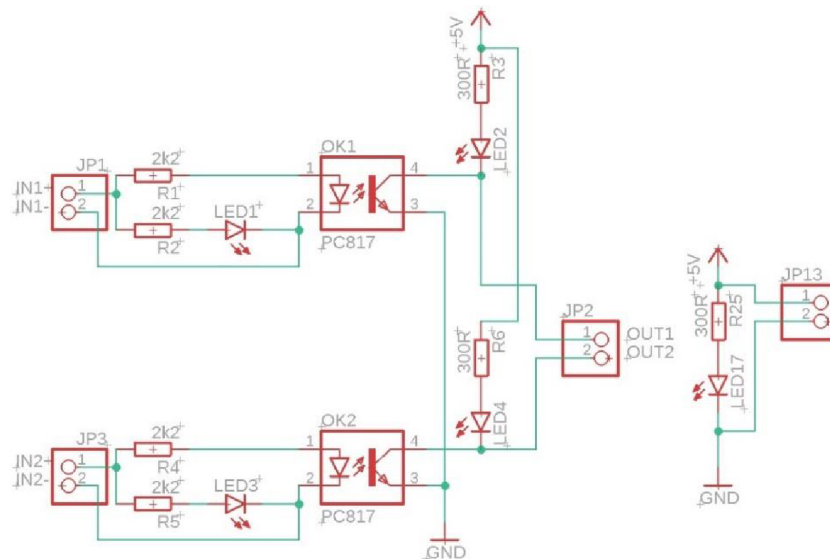 +5V
300R
R3
LED2
OK1
JP1
2k2
IN1+
1
IN1-
2
R1
2k2
LED1
R2
1
2
4
3
PC817
+5V
300R
R25
JP13
1
2
LED17
GND
300R
R6
JP2
1
OUT1
2
OUT2
LED4
OK2
JP3
2k2
IN2+
1
IN2-
2
R4
2k2
LED3
R5
1
2
4
3
PC817
GND